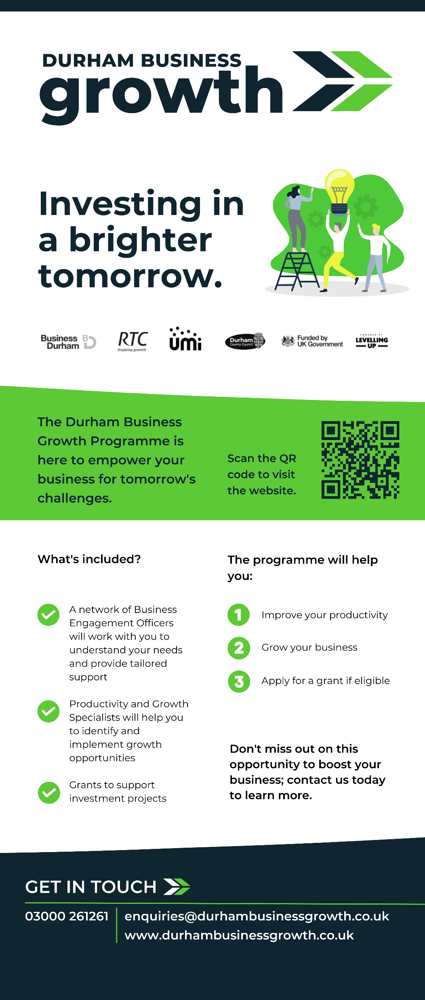 DURHAM BUSINESS
growth
Investing in
a brighter
tomorrow.
Business
Durham
BD
RTC
inspiring growth
umi
Durham
County Council
Funded by
UK Government
POWERED BY
LEVELLING
UP
The Durham Business
Growth Programme is
here to empower your
business for tomorrow's
challenges.
Scan the QR
code to visit
the website.
What's included?
A network of Business
Engagement Officers
will work with you to
understand your needs
and provide tailored
support
Productivity and Growth
Specialists will help you
to identify and
implement growth
opportunities
Grants to support
investment projects
The programme will help
you:
1 Improve your productivity
2 Grow your business
3 Apply for a grant if eligible
Don't miss out on this
opportunity to boost your
business; contact us today
to learn more.
GET IN TOUCH
03000 261261
enquiries@durhambusinessgrowth.co.uk
www.durhambusinessgrowth.co.uk